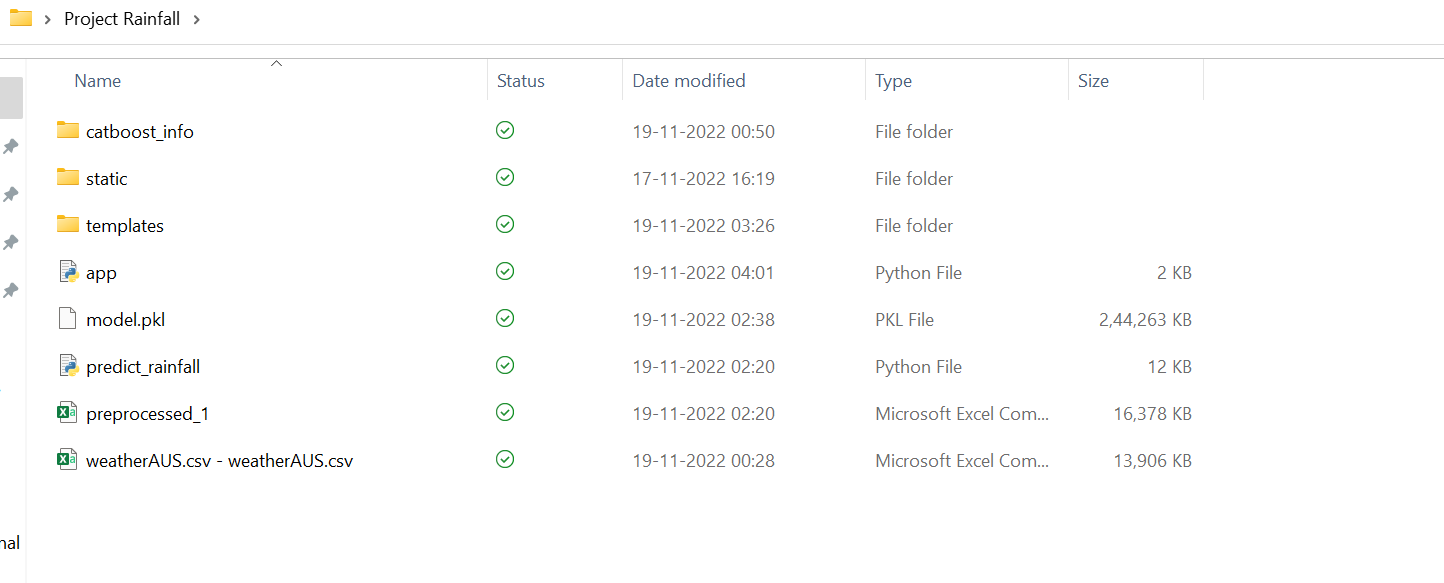 Project Rainfall
Name Status Date modified Type Size
catboost_info 19-11-2022 00:50 File folder
static 17-11-2022 16:19 File folder
templates 19-11-2022 03:26 File folder
app 19-11-2022 04:01 Python File 2 KB
model.pkl 19-11-2022 02:38 PKL File 2,44,263 KB
predict_rainfall 19-11-2022 02:20 Python File 12 KB
preprocessed_1 19-11-2022 02:20 Microsoft Excel Com... 16,378 KB
weatherAUS.csv - weatherAUS.csv 19-11-2022 00:28 Microsoft Excel Com... 13,906 KB